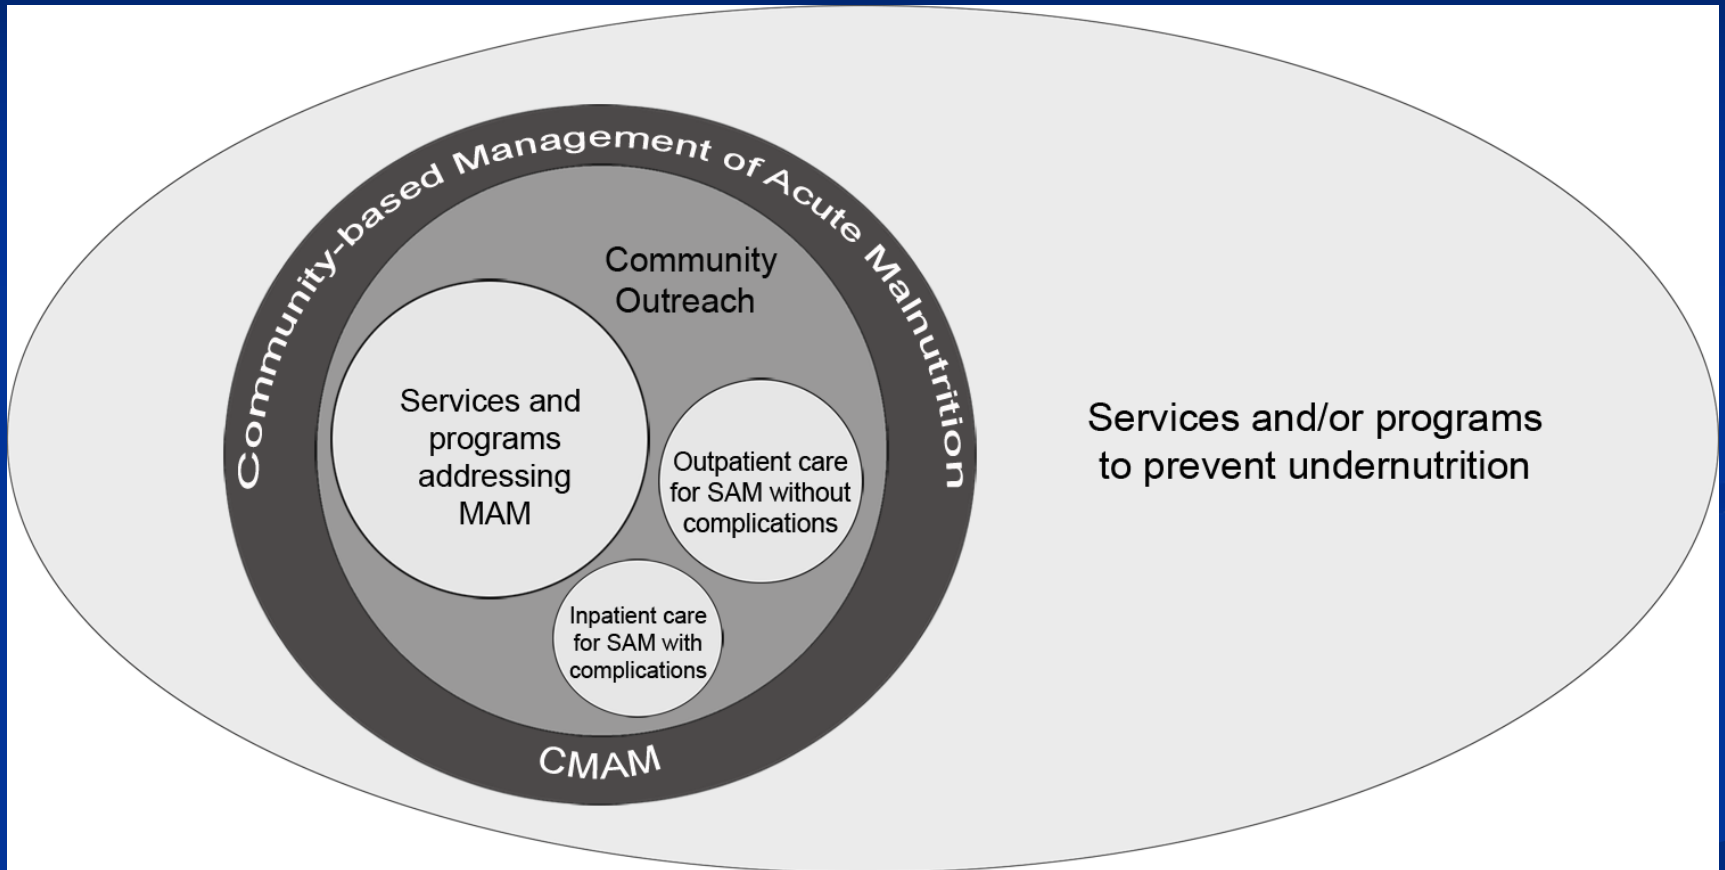 Community-based Management of Acute Malnutrition
Community
Outreach
Services and
programs
addressing
MAM
Outpatient care
for SAM without
complications
Inpatient care
for SAM with
complications
CMAM
Services and/or programs
to prevent undernutrition